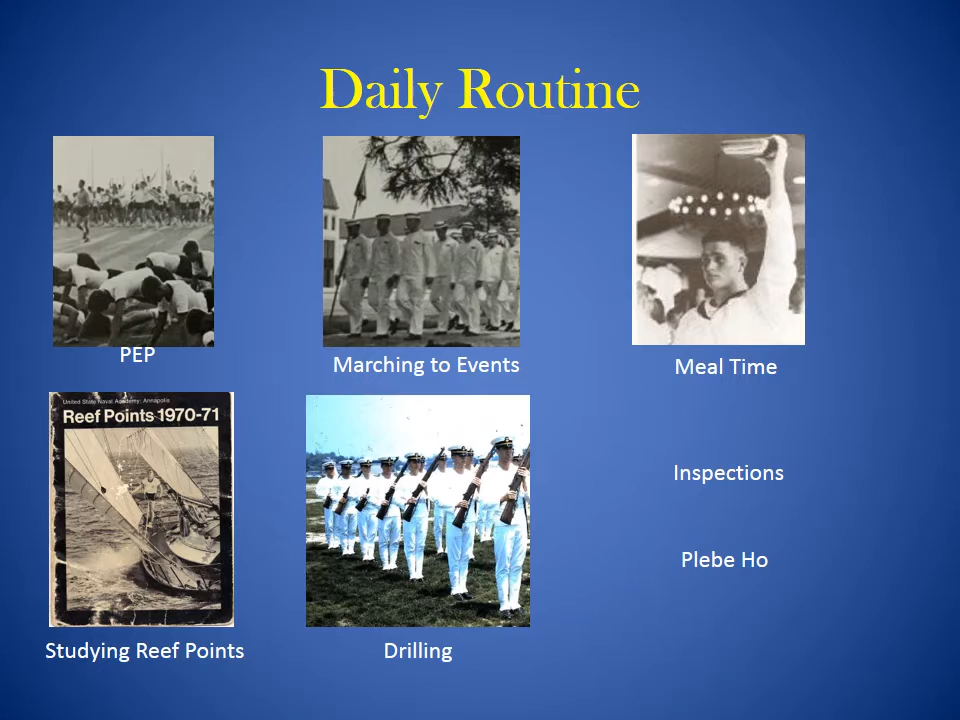 Daily Routine
PEP
Marching to Events
Meal Time
United States Naval Academy: Annapolis
Reef Points 1970-71
Inspections
Plebe Ho
Studying Reef Points
Drilling